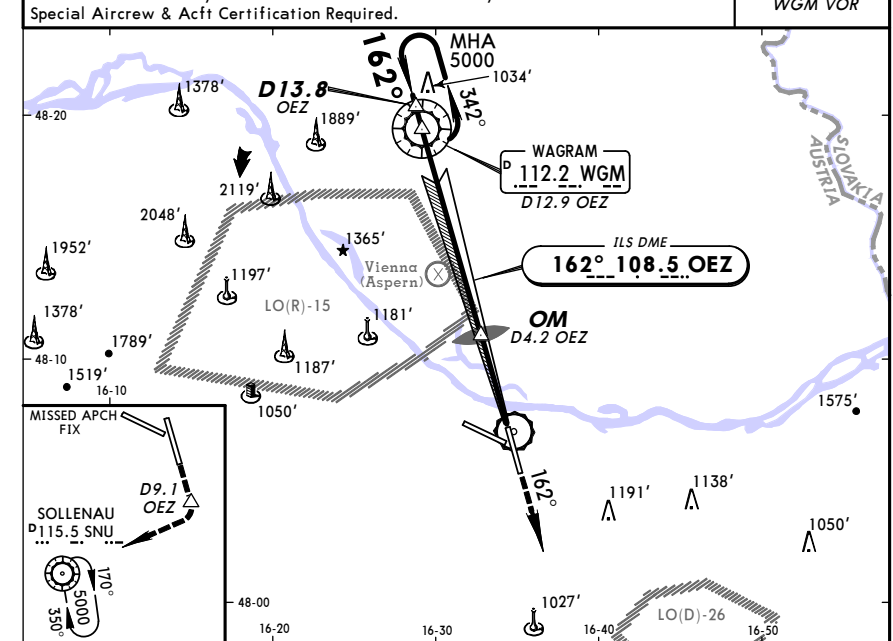 Special Aircrew & Acft Certification Required.
WGM VOR
162°
MHA
5000
1034'
342°
D13.8
OEZ
1378'
48-20
1889'
WAGRAM
D 112.2 WGM
D12.9 OEZ
SLOVAKIA
AUSTRIA
2119'
2048'
1365'
ILS DME
162° 108.5 OEZ
1952'
Vienna
(Aspern)
1197'
LO(R)-15
1181'
OM
D4.2 OEZ
1378'
1789'
1187'
48-10
1519'
16-10
1050'
1575'
MISSED APCH
FIX
D9.1
OEZ
SOLLENAU
D 115.5 SNU
170°
5000
350°
162°
1191'
1138'
1050'
48-00
1027'
LO(D)-26
16-20
16-30
16-40
16-50